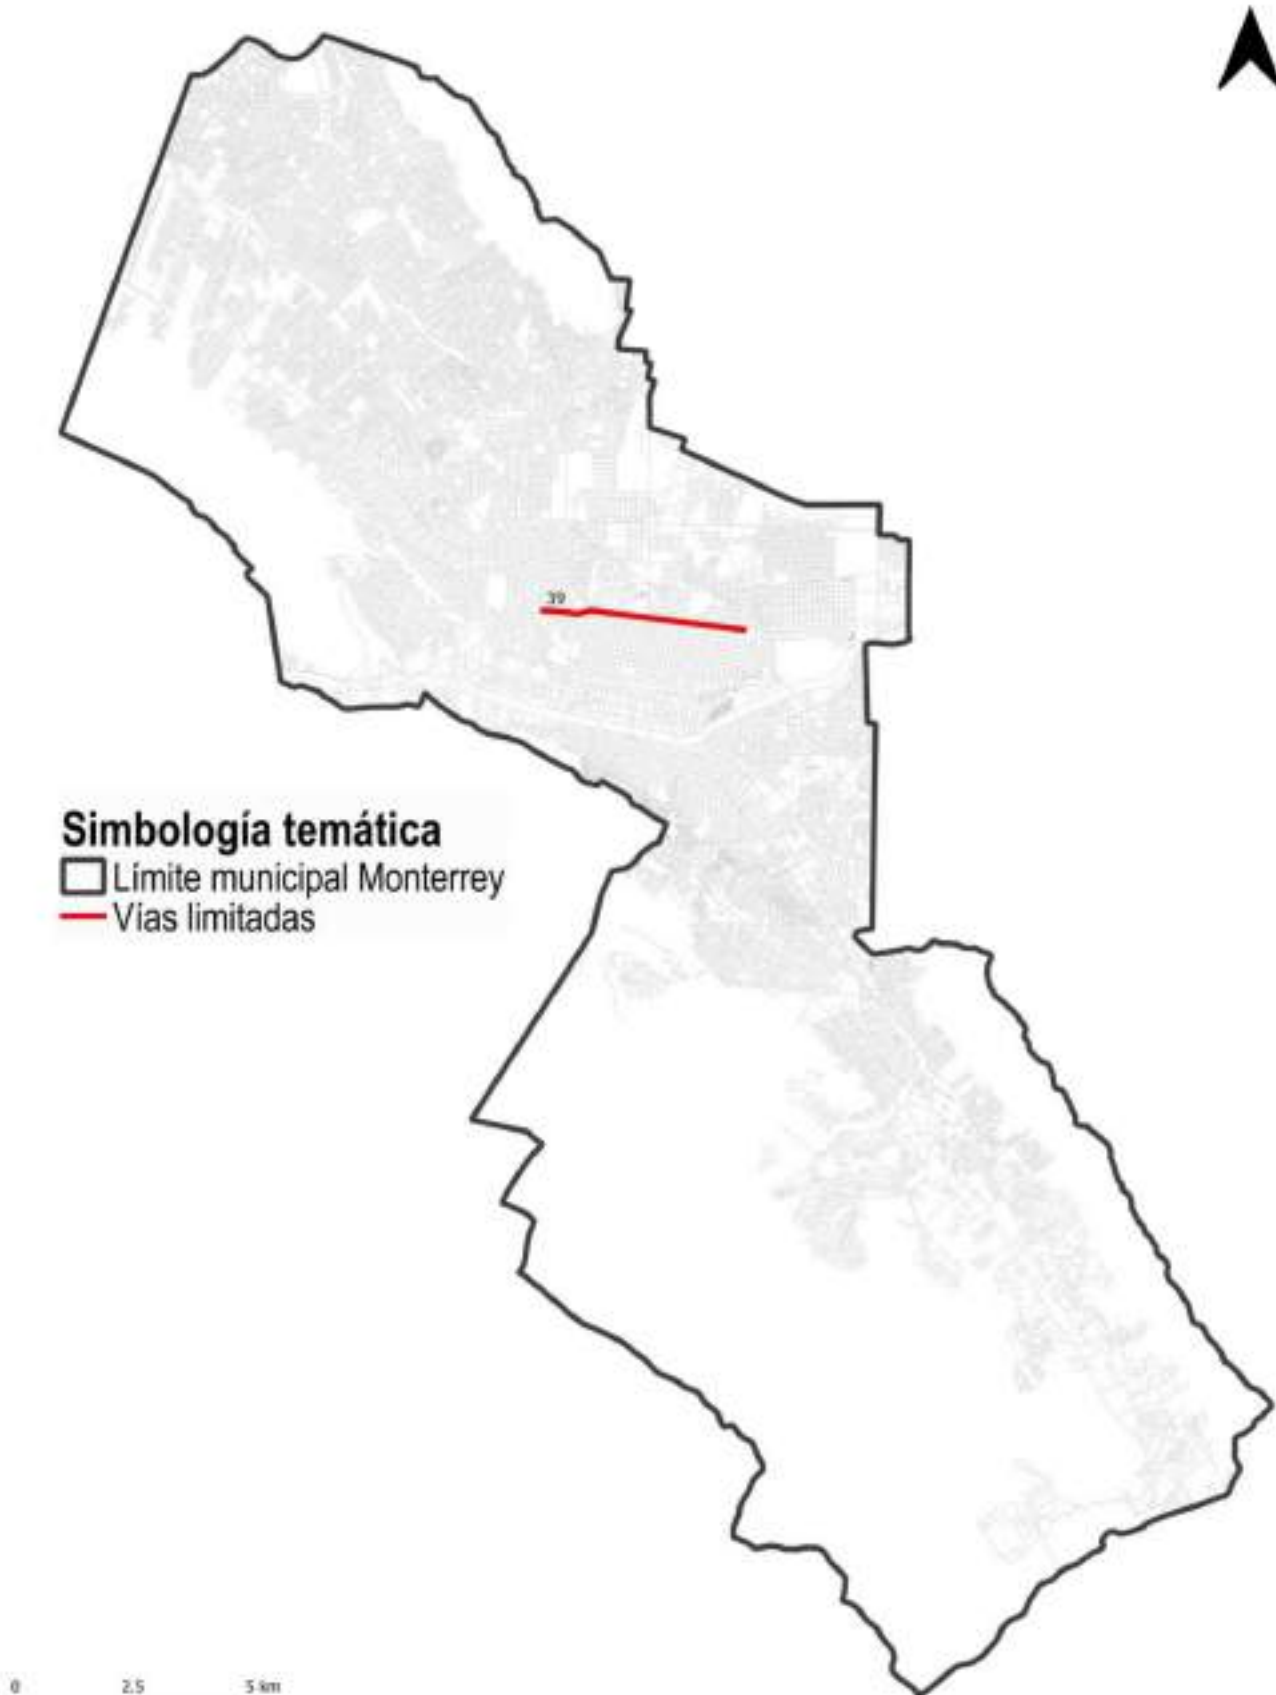 39
Simbología temática
Límite municipal Monterrey
Vías limitadas
0 2.5 5 km